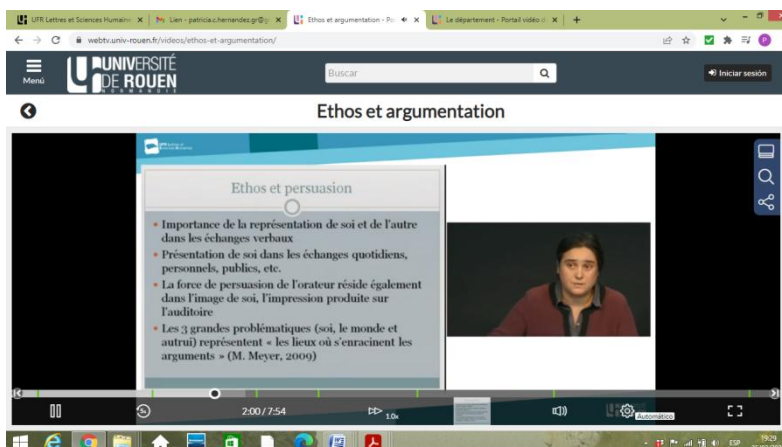 UFR Lettres et Sciences Humain
Lien - patricia.c.hernandez.gr@g
Ethos et argumentation - Po
Le département - Portail vidéo d
webtv.univ-rouen.fr/videos/ethos-et-argumentation/
Menú
UNIVERSITÉ
DE ROUEN
NORMANDIE
Buscar
Iniciar sesión
Ethos et argumentation
Ethos et persuasion
• Importance de la représentation de soi et de l'autre
dans les échanges verbaux
• Présentation de soi dans les échanges quotidiens,
personnels, publics, etc.
• La force de persuasion de l'orateur réside également
dans l'image de soi, l'impression produite sur
l'auditoire
• Les 3 grandes problématiques (soi, le monde et
autrui) représentent « les lieux où s'enracinent les
arguments » (M. Meyer, 2009)
2:00 / 7:54
1.0x
Automático
ESP
19:29